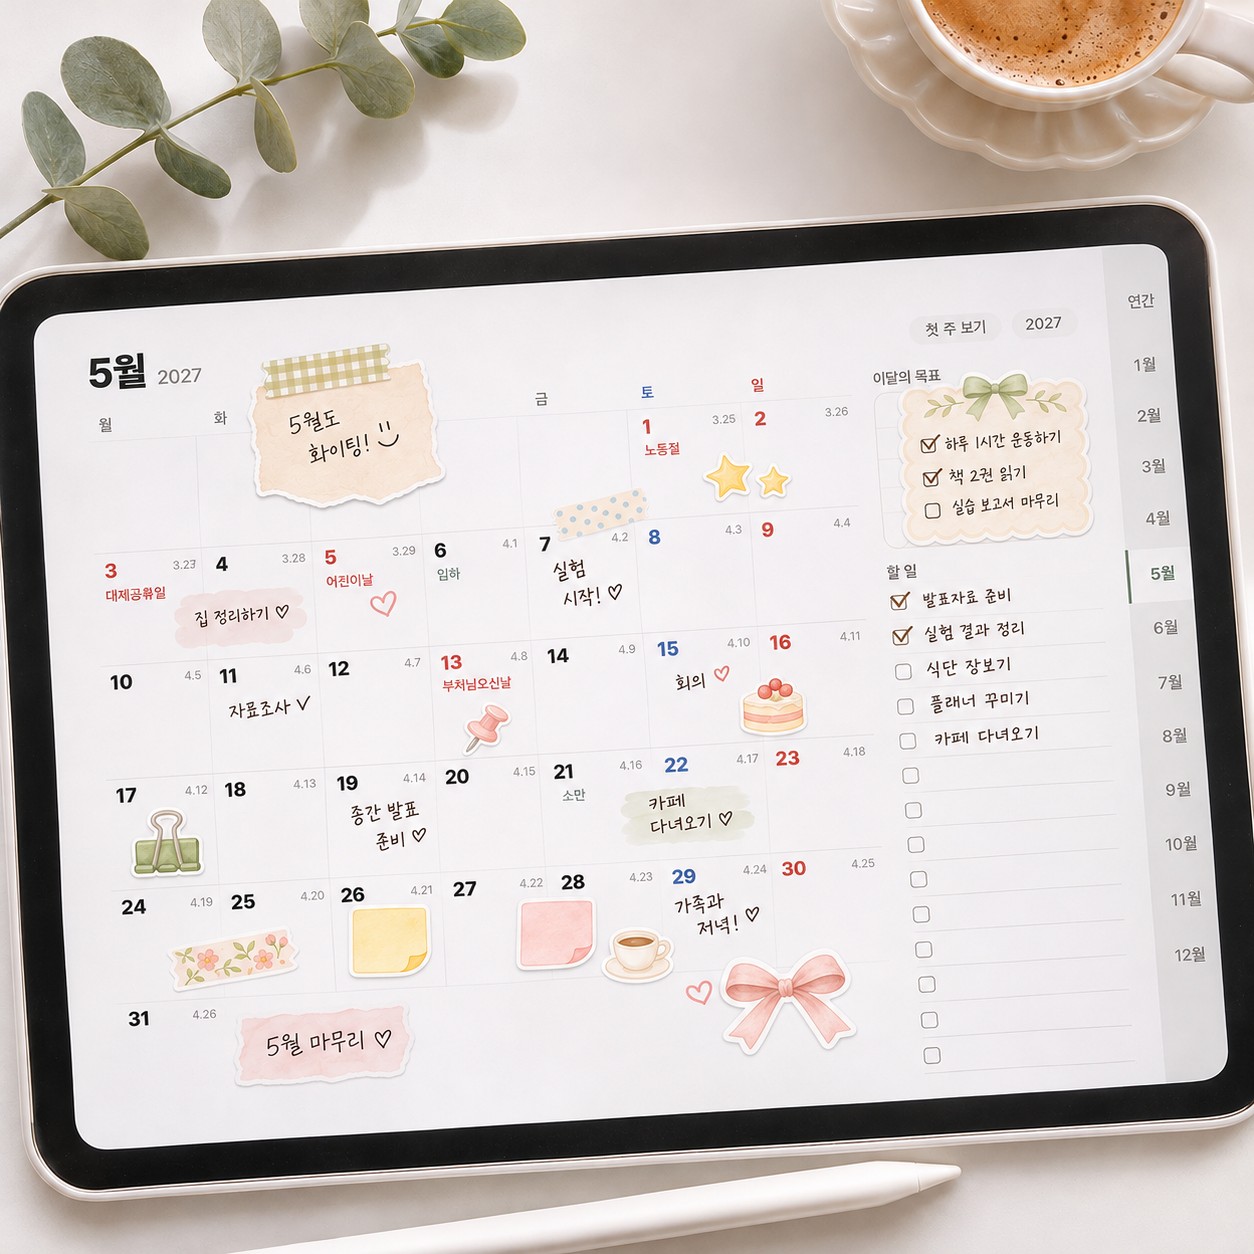 연간
첫 주 보기 2027
5월 2027
5월도
화이팅!
이달의 목표
1월
하루 1시간 운동하기
책 2권 읽기
실습 보고서 마무리
2월
3월
4월
5월
6월
7월
8월
9월
10월
11월
12월
월 화 금 토 일
1 3.25 2 3.26
노동절
3 4 3.28 5 3.29 6 4.1 7 4.2 8 4.3 9 4.4
어린이날
집 정리하기 ♡
실험
시작! ♡
10 4.5 11 4.6 12 4.7 13 4.8 14 4.9 15 4.10 16 4.11
부처님오신날
자료조사 ✓
회의
17 4.12 18 4.13 19 4.14 20 4.15 21 4.16 22 4.17 23 4.18
소만
중간 발표
준비 ♡
카페
다녀오기 ♡
24 4.19 25 4.20 26 4.21 27 4.22 28 4.23 29 4.24 30 4.25
가족과
저녁! ♡
31 4.26
5월 마무리 ♡
할 일
발표자료 준비
실험 결과 정리
식단 장보기
플래너 꾸미기
카페 다녀오기